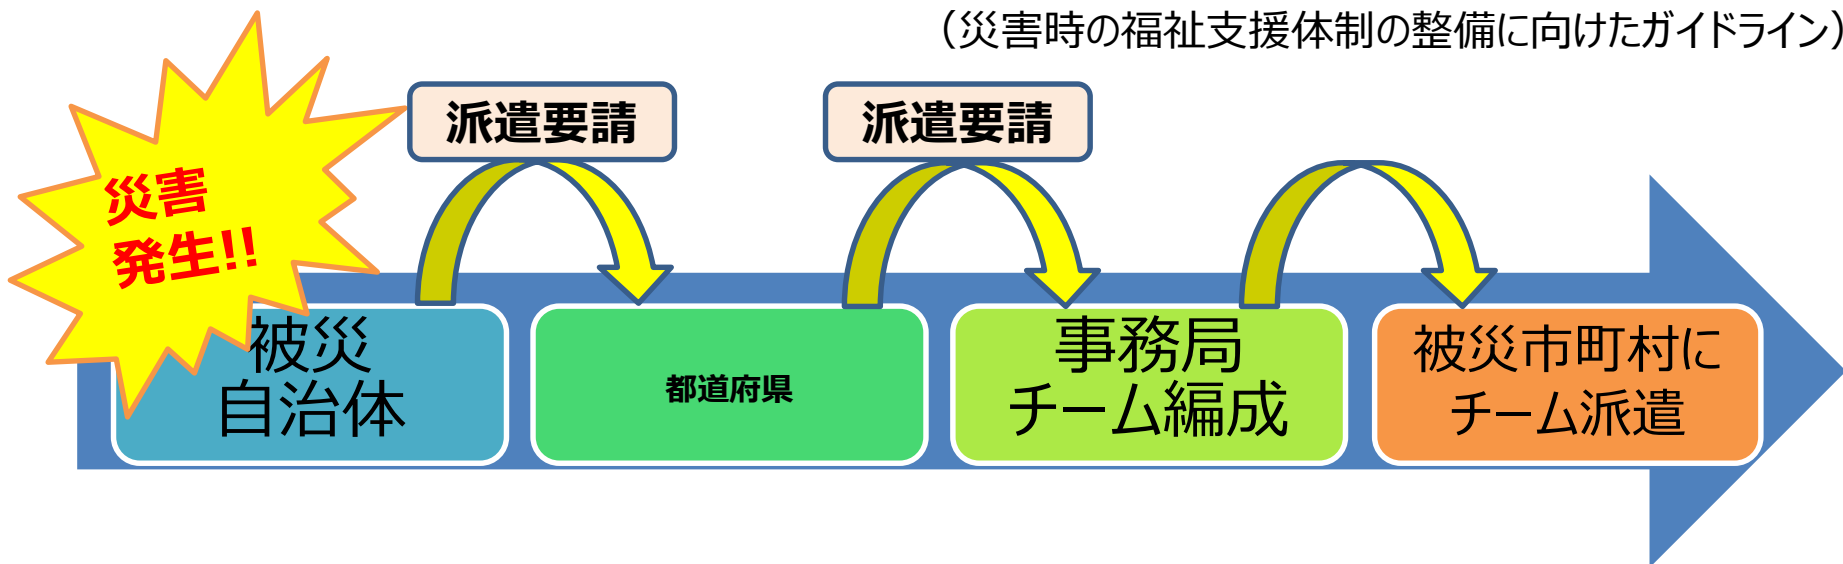 （災害時の福祉支援体制の整備に向けたガイドライン）
派遣要請
派遣要請
災害
発生!!
被災
自治体
都道府県
事務局
チーム編成
被災市町村に
チーム派遣